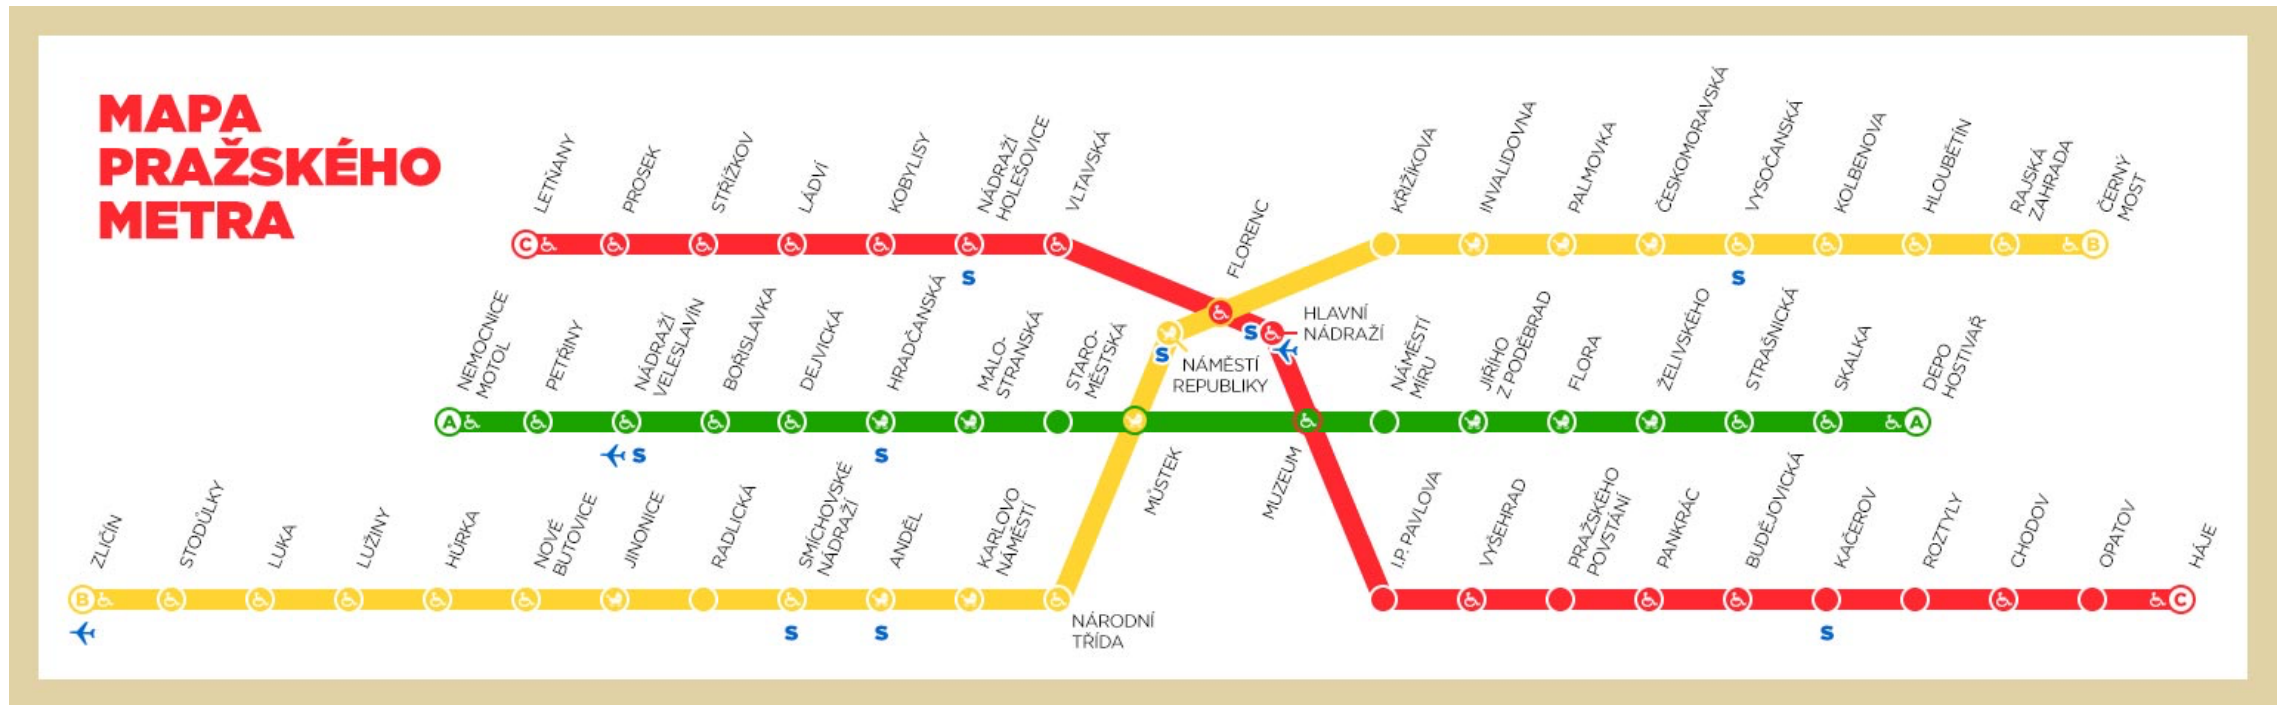 MAPA
PRAŽSKÉHO
METRA
LETŇANY
PROSEK
STŘÍŽKOV
LÁDVÍ
KOBYLISY
NÁDRAŽÍ
HOLEŠOVICE
VLTAVSKÁ
FLORENC
KŘIŽÍKOVA
INVALIDOVNA
PALMOVKA
ČESKOMORAVSKÁ
VYSOČANSKÁ
KOLBENOVA
HLOUBĚTÍN
RAJSKÁ
ZAHRADA
ČERNÝ
MOST
C
B
S
S
S
HLAVNÍ
NÁDRAŽÍ
S
NÁMĚSTÍ
REPUBLIKY
NEMOCNICE
MOTOL
PETŘINY
NÁDRAŽÍ
VELESLAVÍN
BOŘISLAVKA
DEJVICKÁ
HRADČANSKÁ
MALO-
STRANSKÁ
STARO-
MĚSTSKÁ
NÁMĚSTÍ
MÍRU
JIŘÍHO
Z PODĚBRAD
FLORA
ŽELIVSKÉHO
STRAŠNICKÁ
SKALKA
DEPO
HOSTIVAŘ
A
A
S
S
MŮSTEK
MUZEUM
ZLIČÍN
STODŮLKY
LUKA
LUŽINY
HŮRKA
NOVÉ
BUTOVICE
JINONICE
RADLICKÁ
SMÍCHOVSKÉ
NÁDRAŽÍ
ANDĚL
KARLOVO
NÁMĚSTÍ
I.P. PAVLOVA
VYŠEHRAD
PRAŽSKÉHO
POVSTÁNÍ
PANKRÁC
BUDĚJOVICKÁ
KAČEROV
ROZTYLY
CHODOV
OPATOV
HÁJE
B
C
NÁRODNÍ
TŘÍDA
S
S
S